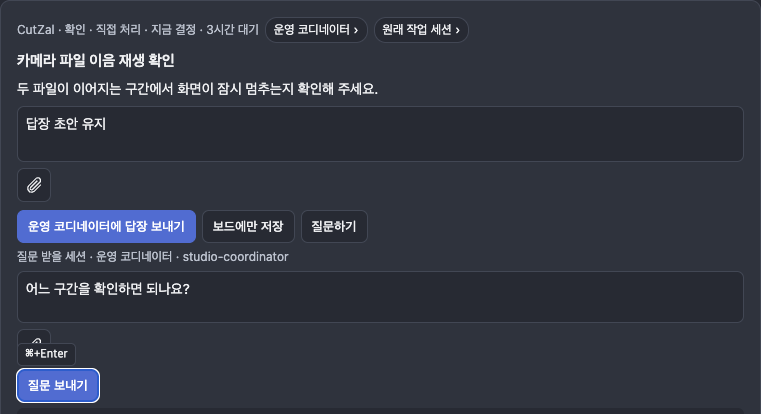 CutZal · 확인 · 직접 처리 · 지금 결정 · 3시간 대기 운영 코디네이터 › 원래 작업 세션 ›
카메라 파일 이음 재생 확인
두 파일이 이어지는 구간에서 화면이 잠시 멈추는지 확인해 주세요.
답장 초안 유지
운영 코디네이터에 답장 보내기 보드에만 저장 질문하기
질문 받을 세션 · 운영 코디네이터 · studio-coordinator
어느 구간을 확인하면 되나요?
⌘+Enter
질문 보내기